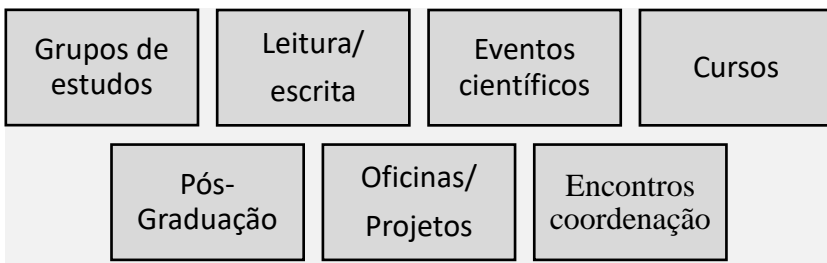 Grupos de
estudos
Leitura/
escrita
Eventos
científicos
Cursos
Pós-
Graduação
Oficinas/
Projetos
Encontros
coordenação